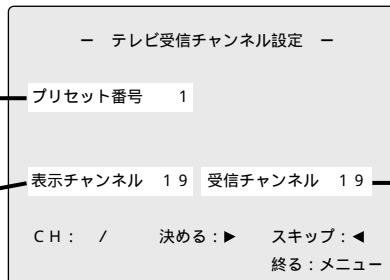 － テレビ受信チャンネル設定 －
プリセット番号 １
表示チャンネル １９ 受信チャンネル １９
ＣＨ： ／ 決める：▶ スキップ：◀
終る：メニュー